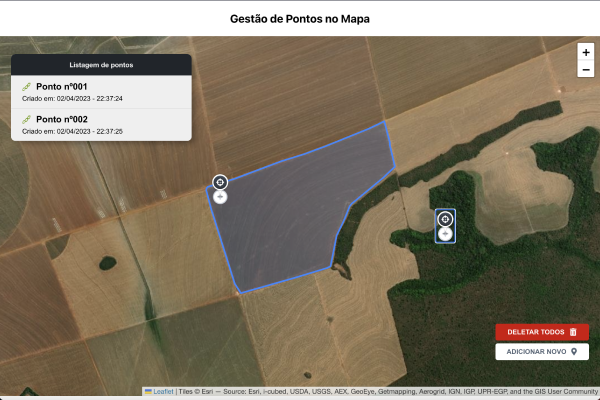 Gestão de Pontos no Mapa
Listagem de pontos
Ponto nº001
Criado em: 02/04/2023 - 22:37:24
Ponto nº002
Criado em: 02/04/2023 - 22:37:25
+
−
DELETAR TODOS
ADICIONAR NOVO
Leaflet | Tiles © Esri — Source: Esri, i-cubed, USDA, USGS, AEX, GeoEye, Getmapping, Aerogrid, IGN, IGP, UPR-EGP, and the GIS User Community